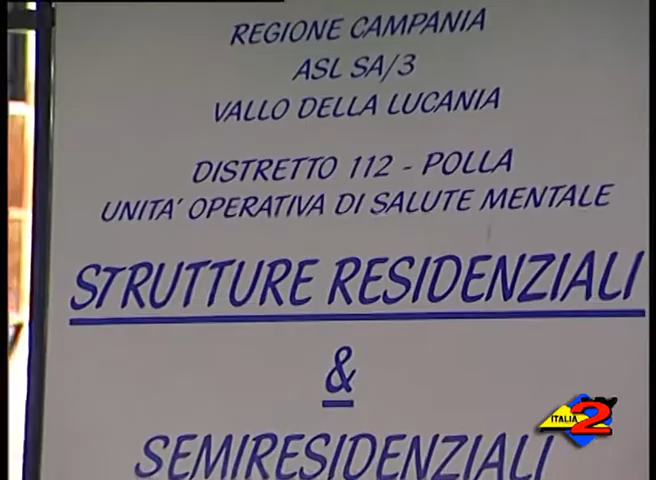 REGIONE CAMPANIA
ASL SA/3
VALLO DELLA LUCANIA
DISTRETTO 112 - POLLA
UNITA' OPERATIVA DI SALUTE MENTALE
STRUTTURE RESIDENZIALI
&
SEMIRESIDENZIALI
ITALIA 2